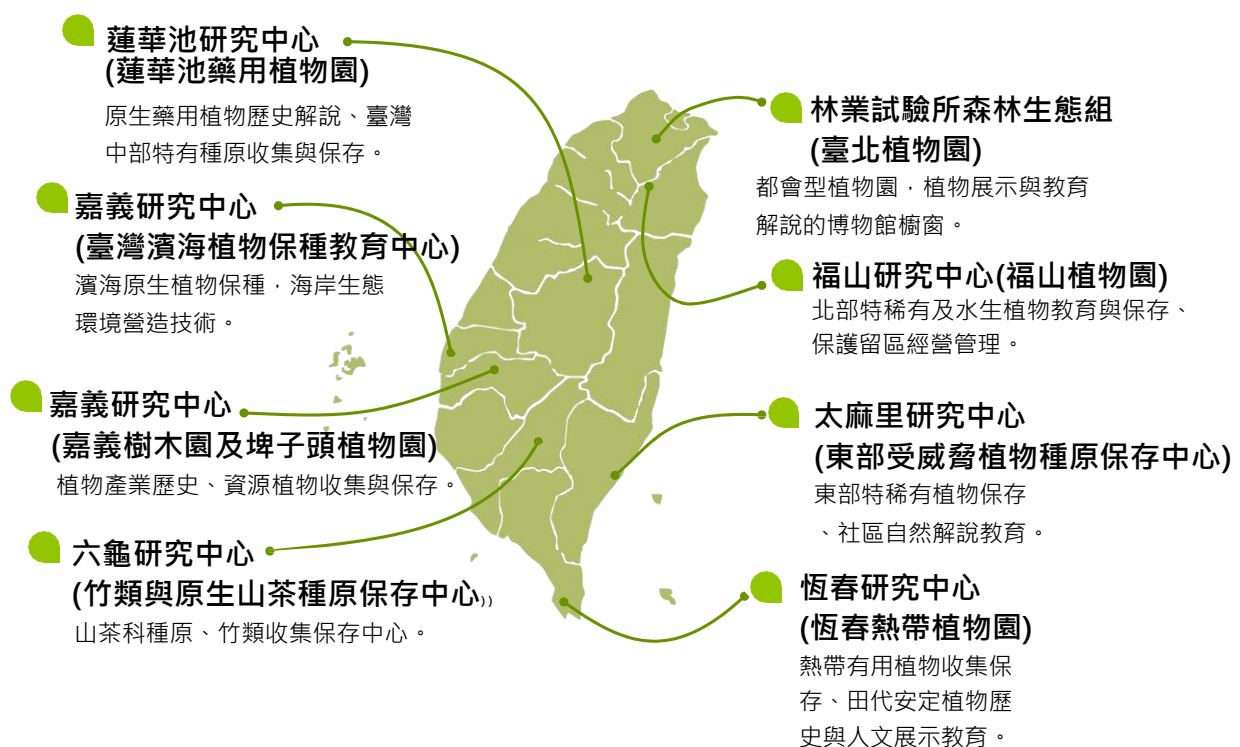 蓮華池研究中心
(蓮華池藥用植物園)
原生藥用植物歷史解說、臺灣
中部特有種原收集與保存。
嘉義研究中心
(臺灣濱海植物保種教育中心)
濱海原生植物保種，海岸生態
環境營造技術。
嘉義研究中心
(嘉義樹木園及埤子頭植物園)
植物產業歷史、資源植物收集與保存。
六龜研究中心
(竹類與原生山茶種原保存中心))
山茶科種原、竹類收集保存中心。
林業試驗所森林生態組
(臺北植物園)
都會型植物園，植物展示與教育
解說的博物館櫥窗。
福山研究中心(福山植物園)
北部特稀有及水生植物教育與保存、
保護留區經營管理。
太麻里研究中心
(東部受威脅植物種原保存中心)
東部特稀有植物保存
、社區自然解說教育。
恆春研究中心
(恆春熱帶植物園)
熱帶有用植物收集保
存、田代安定植物歷
史與人文展示教育。